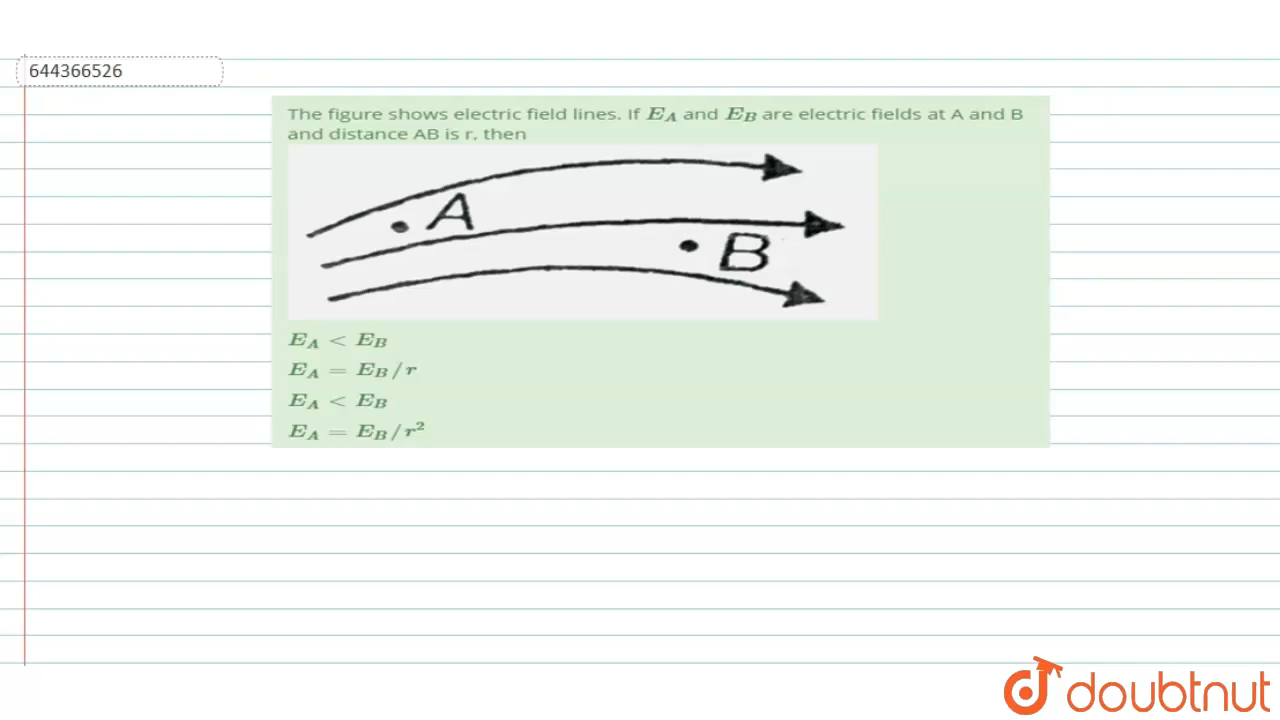 644366526
The figure shows electric field lines. If E_A and E_B are electric fields at A and B
and distance AB is r, then
A
B
E_A < E_B
E_A = E_B/r
E_A < E_B
E_A = E_B/r²
doubtnut